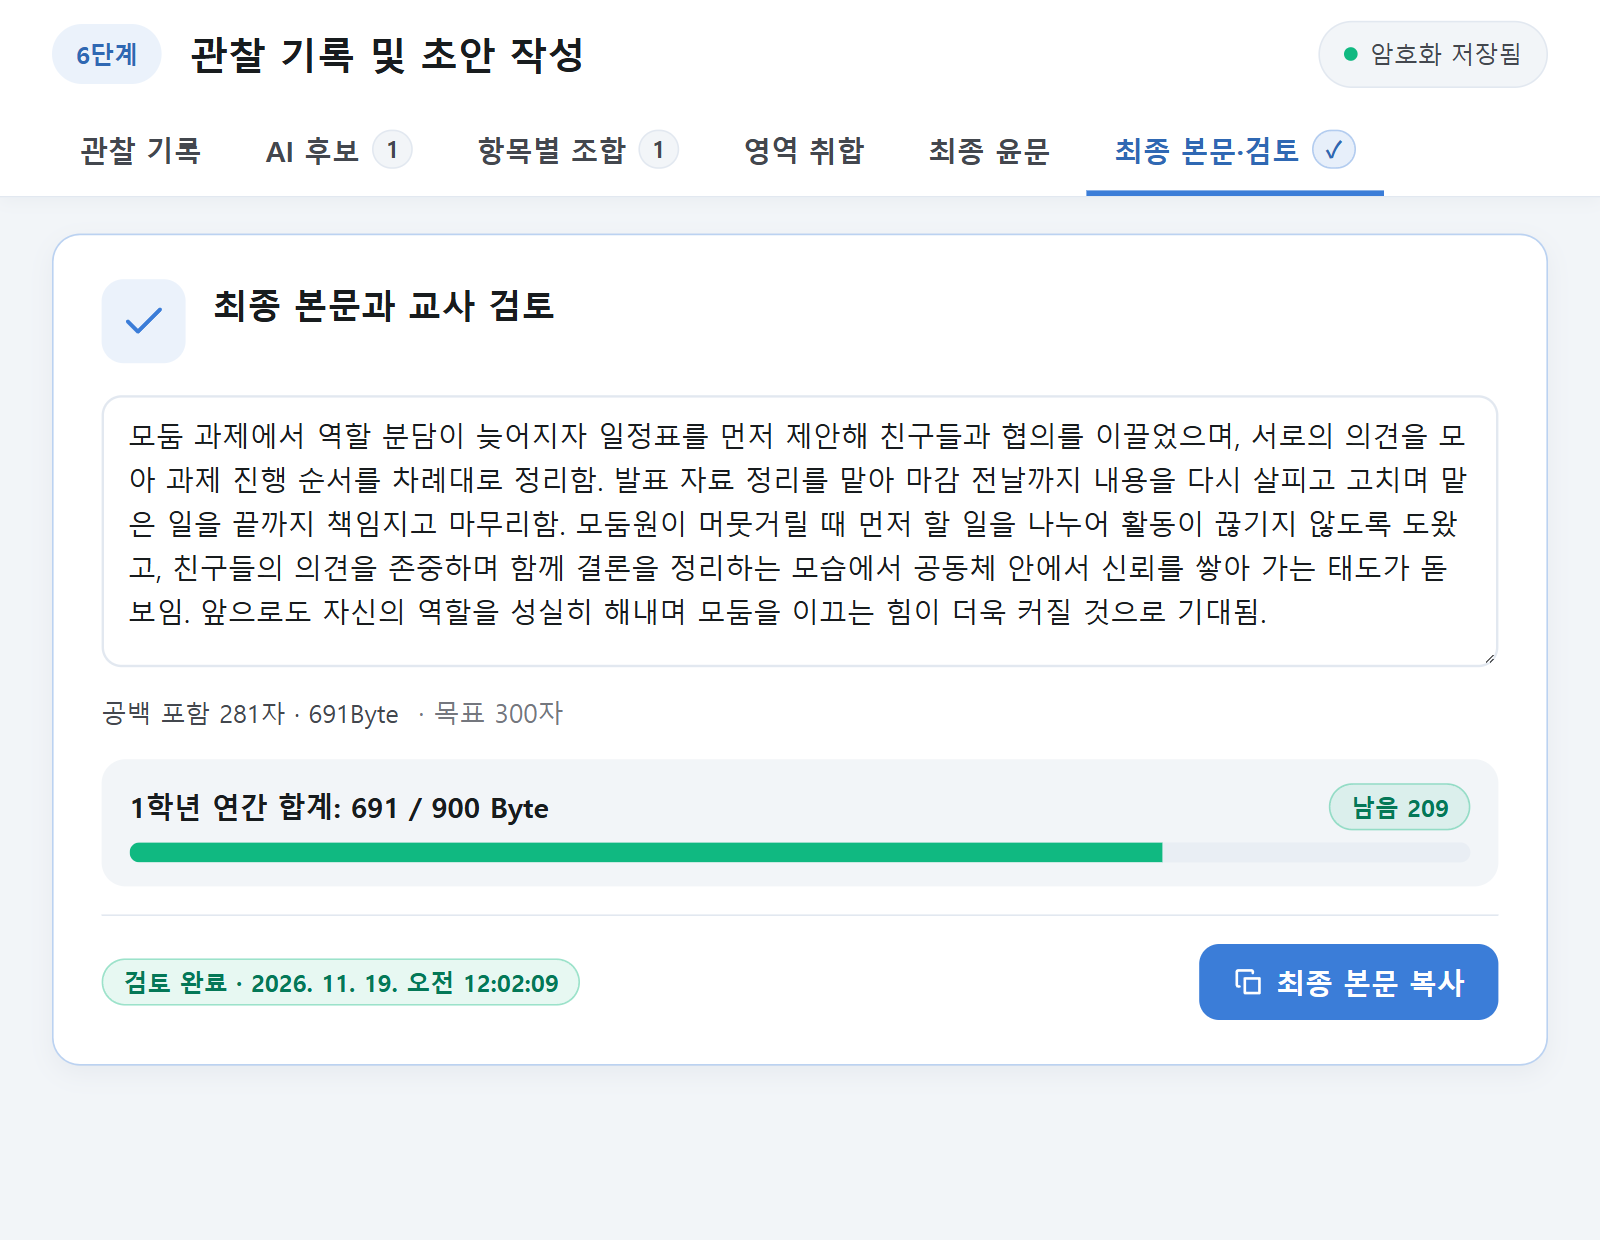 6단계
관찰 기록 및 초안 작성
암호화 저장됨
관찰 기록
AI 후보 1
항목별 조합 1
영역 취합
최종 윤문
최종 본문·검토 ✓
최종 본문과 교사 검토
모둠 과제에서 역할 분담이 늦어지자 일정표를 먼저 제안해 친구들과 협의를 이끌었으며, 서로의 의견을 모
아 과제 진행 순서를 차례대로 정리함. 발표 자료 정리를 맡아 마감 전날까지 내용을 다시 살피고 고치며 맡
은 일을 끝까지 책임지고 마무리함. 모둠원이 머뭇거릴 때 먼저 할 일을 나누어 활동이 끊기지 않도록 도왔
고, 친구들의 의견을 존중하며 함께 결론을 정리하는 모습에서 공동체 안에서 신뢰를 쌓아 가는 태도가 돋
보임. 앞으로도 자신의 역할을 성실히 해내며 모둠을 이끄는 힘이 더욱 커질 것으로 기대됨.
공백 포함 281자 · 691Byte · 목표 300자
1학년 연간 합계: 691 / 900 Byte
남음 209
검토 완료 · 2026. 11. 19. 오전 12:02:09
최종 본문 복사